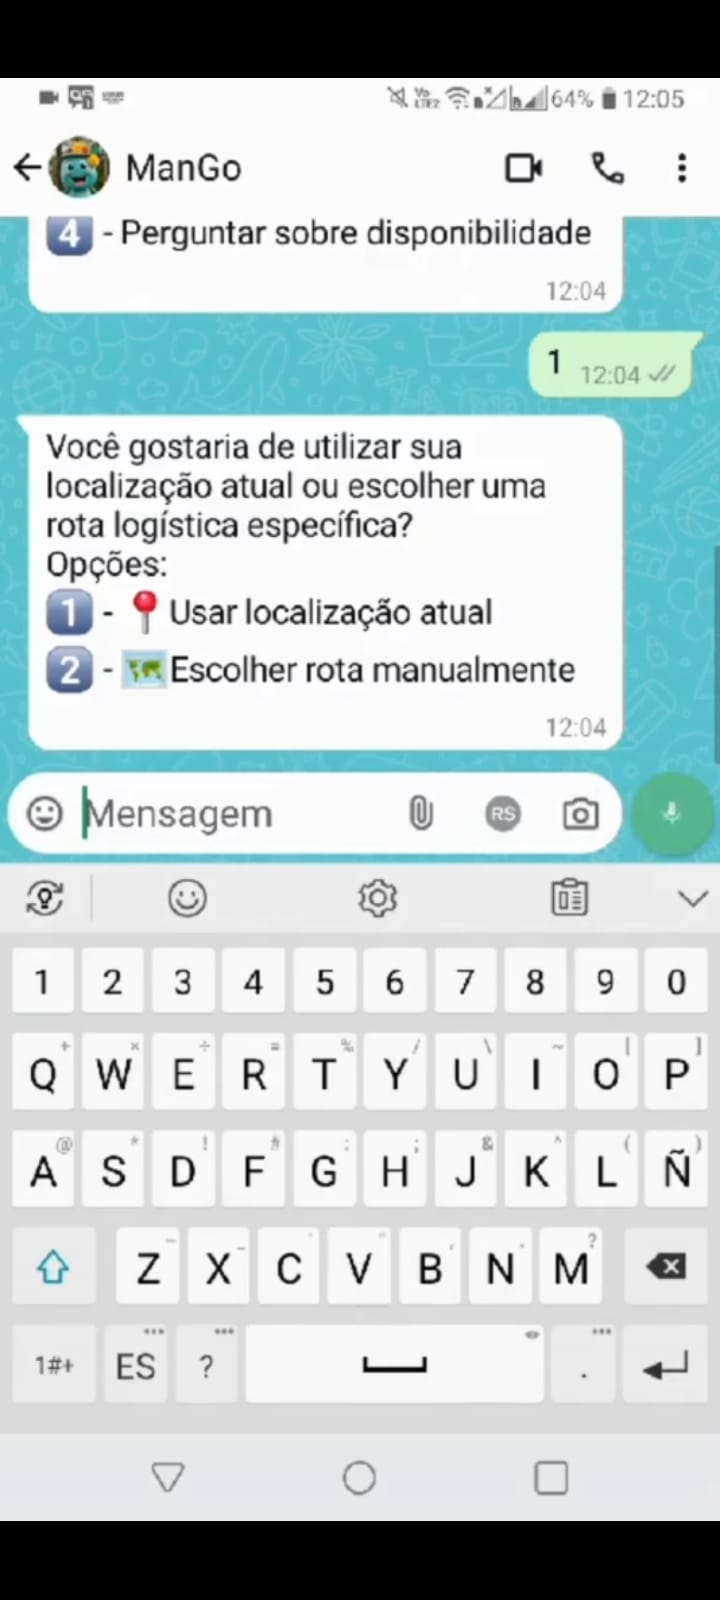 64% 12:05
ManGo
4 - Perguntar sobre disponibilidade
12:04
1 12:04
Você gostaria de utilizar sua
localização atual ou escolher uma
rota logística específica?
Opções:
1 - 📍 Usar localização atual
2 - 🗺️ Escolher rota manualmente
12:04
Mensagem
RS
1 2 3 4 5 6 7 8 9 0
Q W E R T Y U I O P
A S D F G H J K L Ñ
Z X C V B N M
1#+ ES ? .